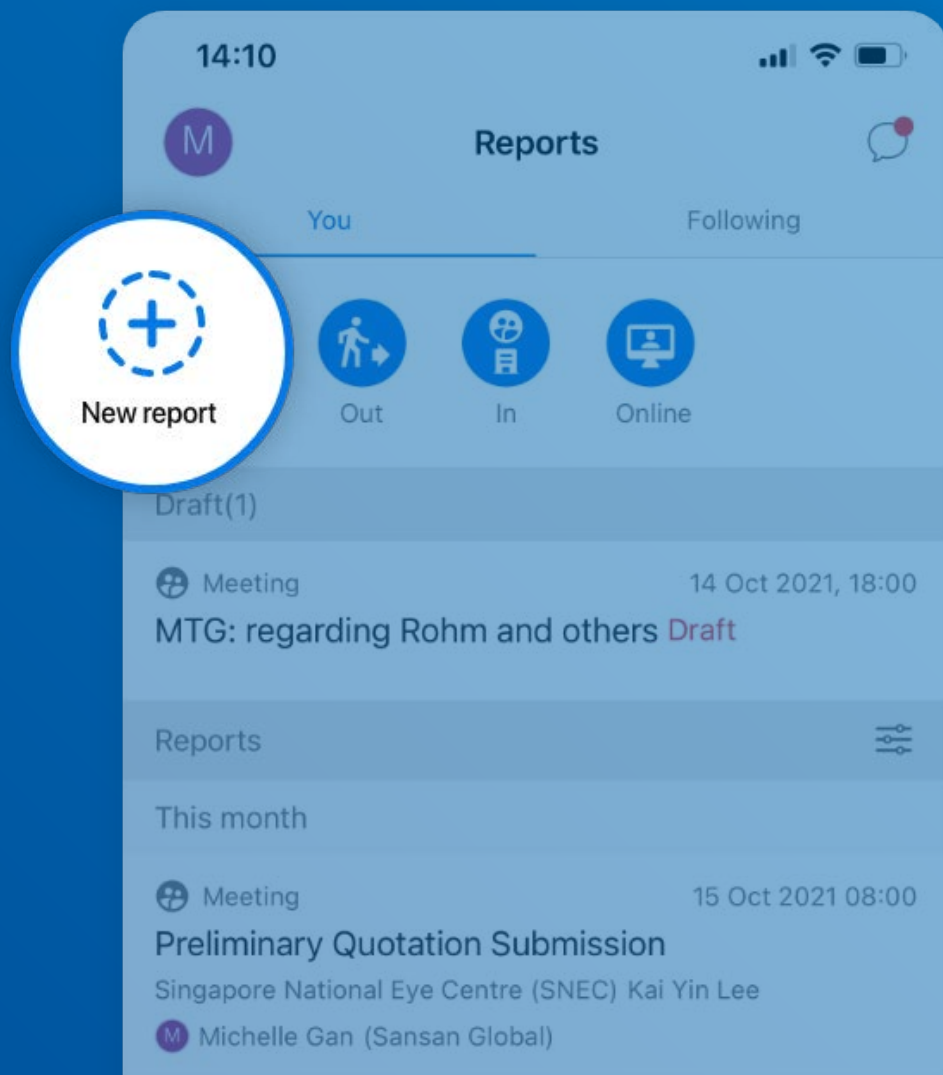 14:10
M
Reports
You
Following
New report
Out
In
Online
Draft(1)
Meeting
14 Oct 2021, 18:00
MTG: regarding Rohm and others Draft
Reports
This month
Meeting
15 Oct 2021 08:00
Preliminary Quotation Submission
Singapore National Eye Centre (SNEC) Kai Yin Lee
M Michelle Gan (Sansan Global)